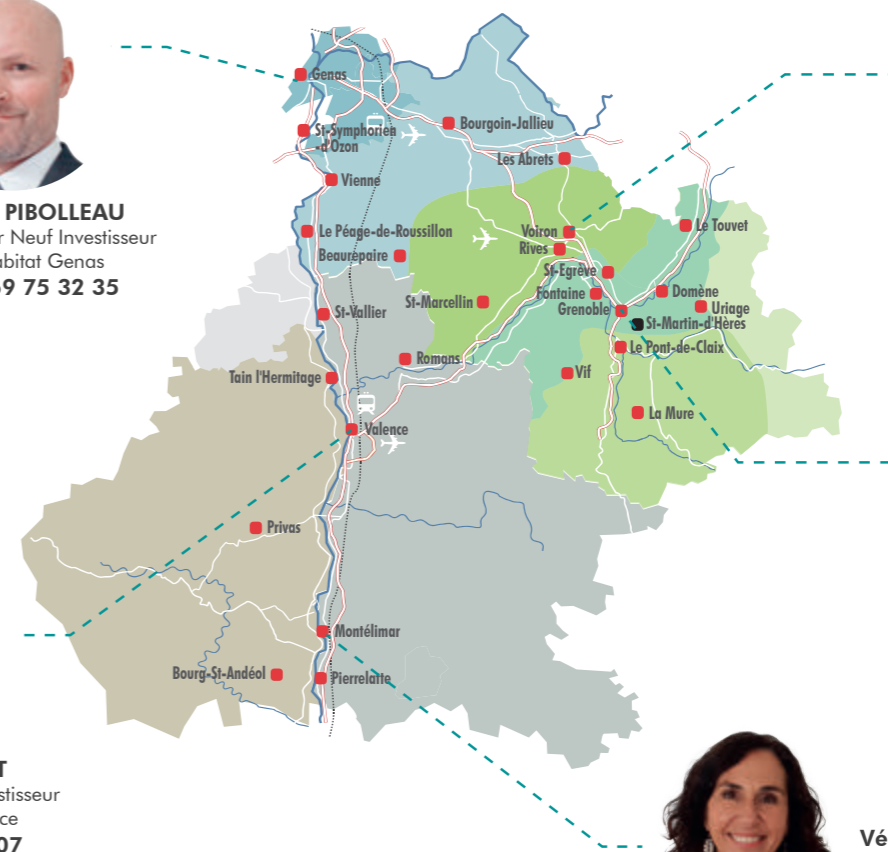 Genas
St-Symphorien
-d'Ozon
Bourgoin-Jallieu
Les Abrets
Vienne
PIBOLLEAU
r Neuf Investisseur
abitat Genas
69 75 32 35
Le Péage-de-Roussillon
Voiron
Le Touvet
Rives
Beaurepaire
St-Egrève
Fontaine
Domène
St-Marcellin
Grenoble
Uriage
St-Vallier
St-Martin-d'Hères
Le Pont-de-Claix
Romans
Vif
Tain l'Hermitage
La Mure
Valence
Privas
Montélimar
Bourg-St-Andéol
Pierrelatte
T
stisseur
ce
07
Vé